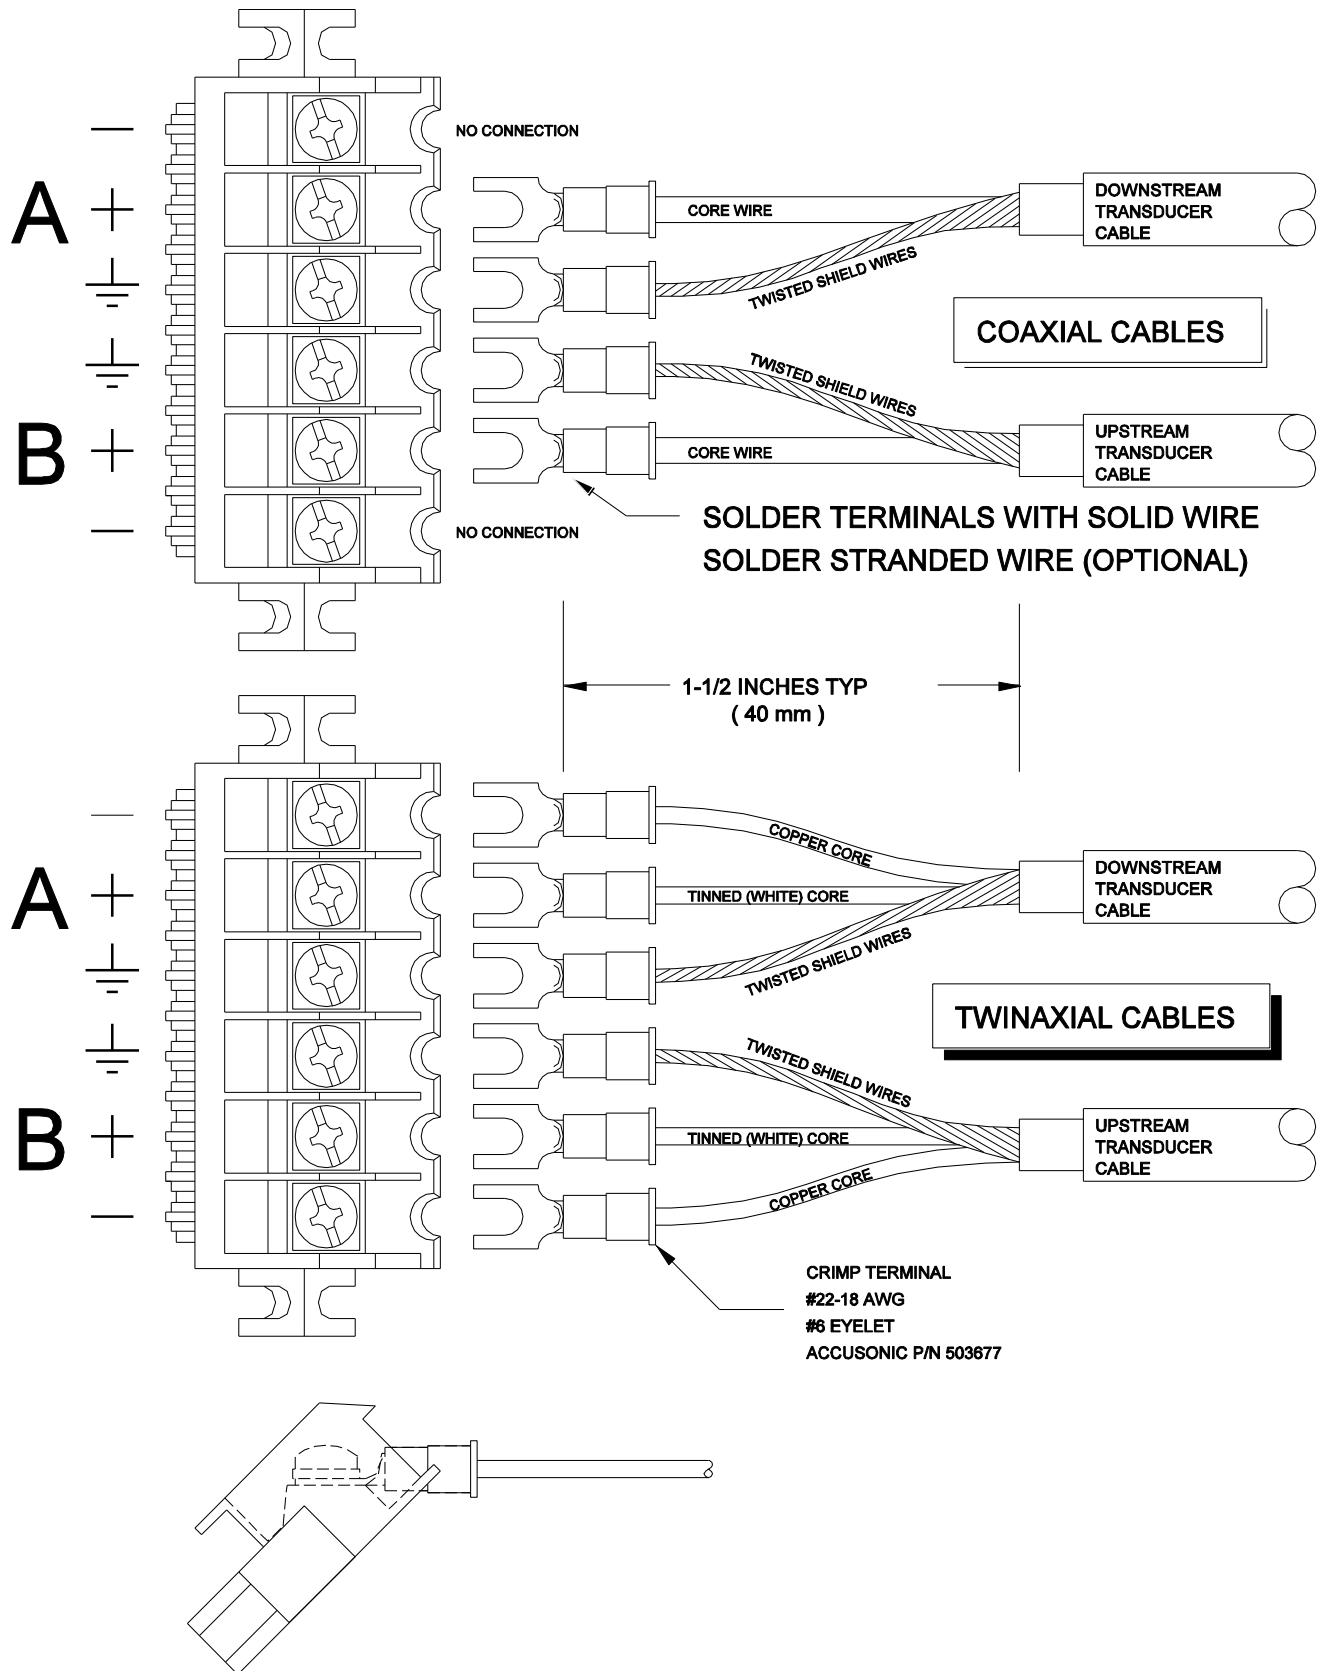 NO CONNECTION
A
+
CORE WIRE
DOWNSTREAM
TRANSDUCER
CABLE
TWISTED SHIELD WIRES
COAXIAL CABLES
TWISTED SHIELD WIRES
B
+
CORE WIRE
UPSTREAM
TRANSDUCER
CABLE
NO CONNECTION
SOLDER TERMINALS WITH SOLID WIRE
SOLDER STRANDED WIRE (OPTIONAL)
1-1/2 INCHES TYP
( 40 mm )
COPPER CORE
A
+
TINNED (WHITE) CORE
DOWNSTREAM
TRANSDUCER
CABLE
TWISTED SHIELD WIRES
TWINAXIAL CABLES
TWISTED SHIELD WIRES
B
+
TINNED (WHITE) CORE
UPSTREAM
TRANSDUCER
CABLE
COPPER CORE
CRIMP TERMINAL
#22-18 AWG
#6 EYELET
ACCUSONIC P/N 503677